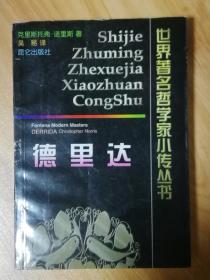 克里斯托弗·诺里斯 著
吴易 译
昆仑出版社
Shijie
Zhuming
Zhexuejia
Xiaozhuan
CongShu
世界著名哲学家小传丛书
Fontana Modern Masters
DERRIDA Christopher Norris
德里达